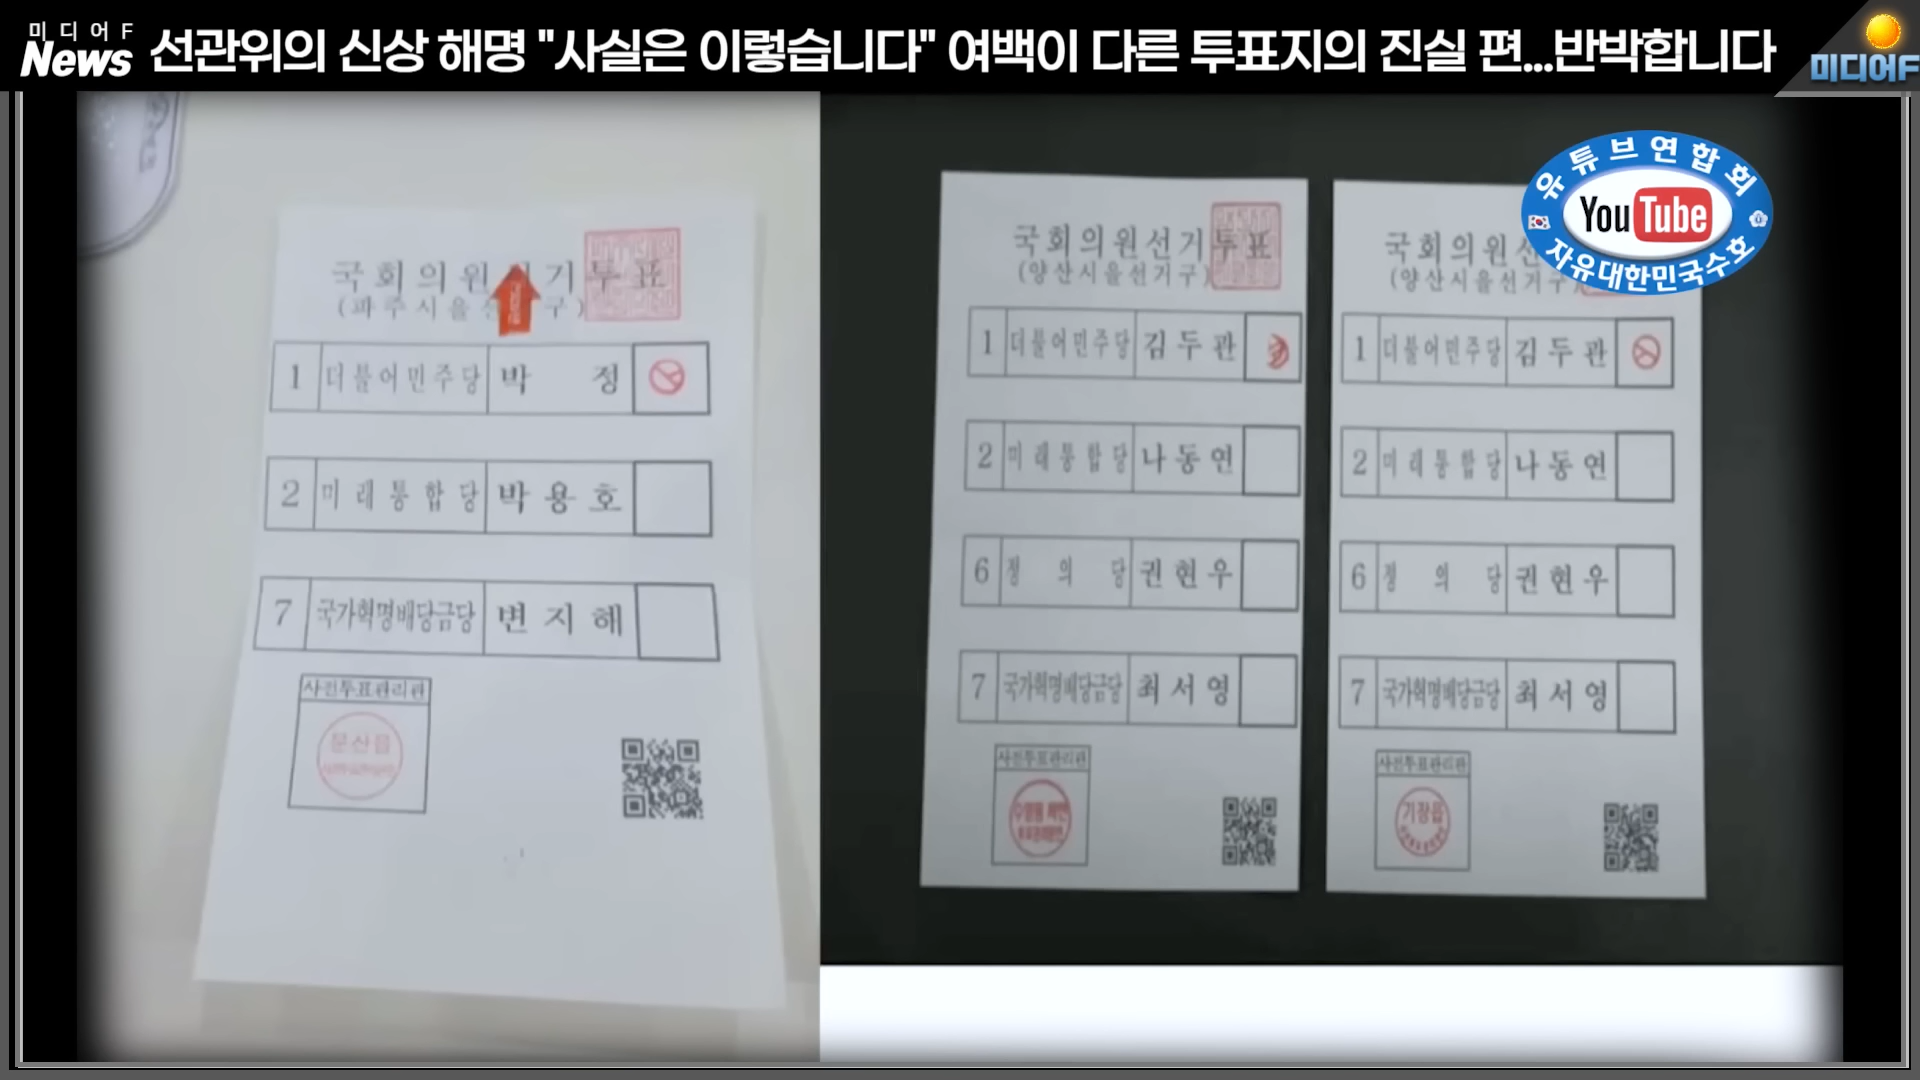 미디어F
News
선관위의 신상 해명 "사실은 이렇습니다" 여백이 다른 투표지의 진실 편...반박합니다
미디어F
유튜브연합회
YouTube
자유대한민국수호
국회의원 기투표
(파주시을 구)
1 더불어민주당 박 정
2 미래통합당 박용호
7 국가혁명배당금당 변지해
사전투표관리관
문산읍
국회의원선거투표
(양산시을선거구)
1 더불어민주당 김두관
2 미래통합당 나동연
6 정의당 권현우
7 국가혁명배당금당 최서영
사전투표관리관
국회의원
(양산시을선거구)
1 더불어민주당 김두관
2 미래통합당 나동연
6 정의당 권현우
7 국가혁명배당금당 최서영
사전투표관리관
기장읍